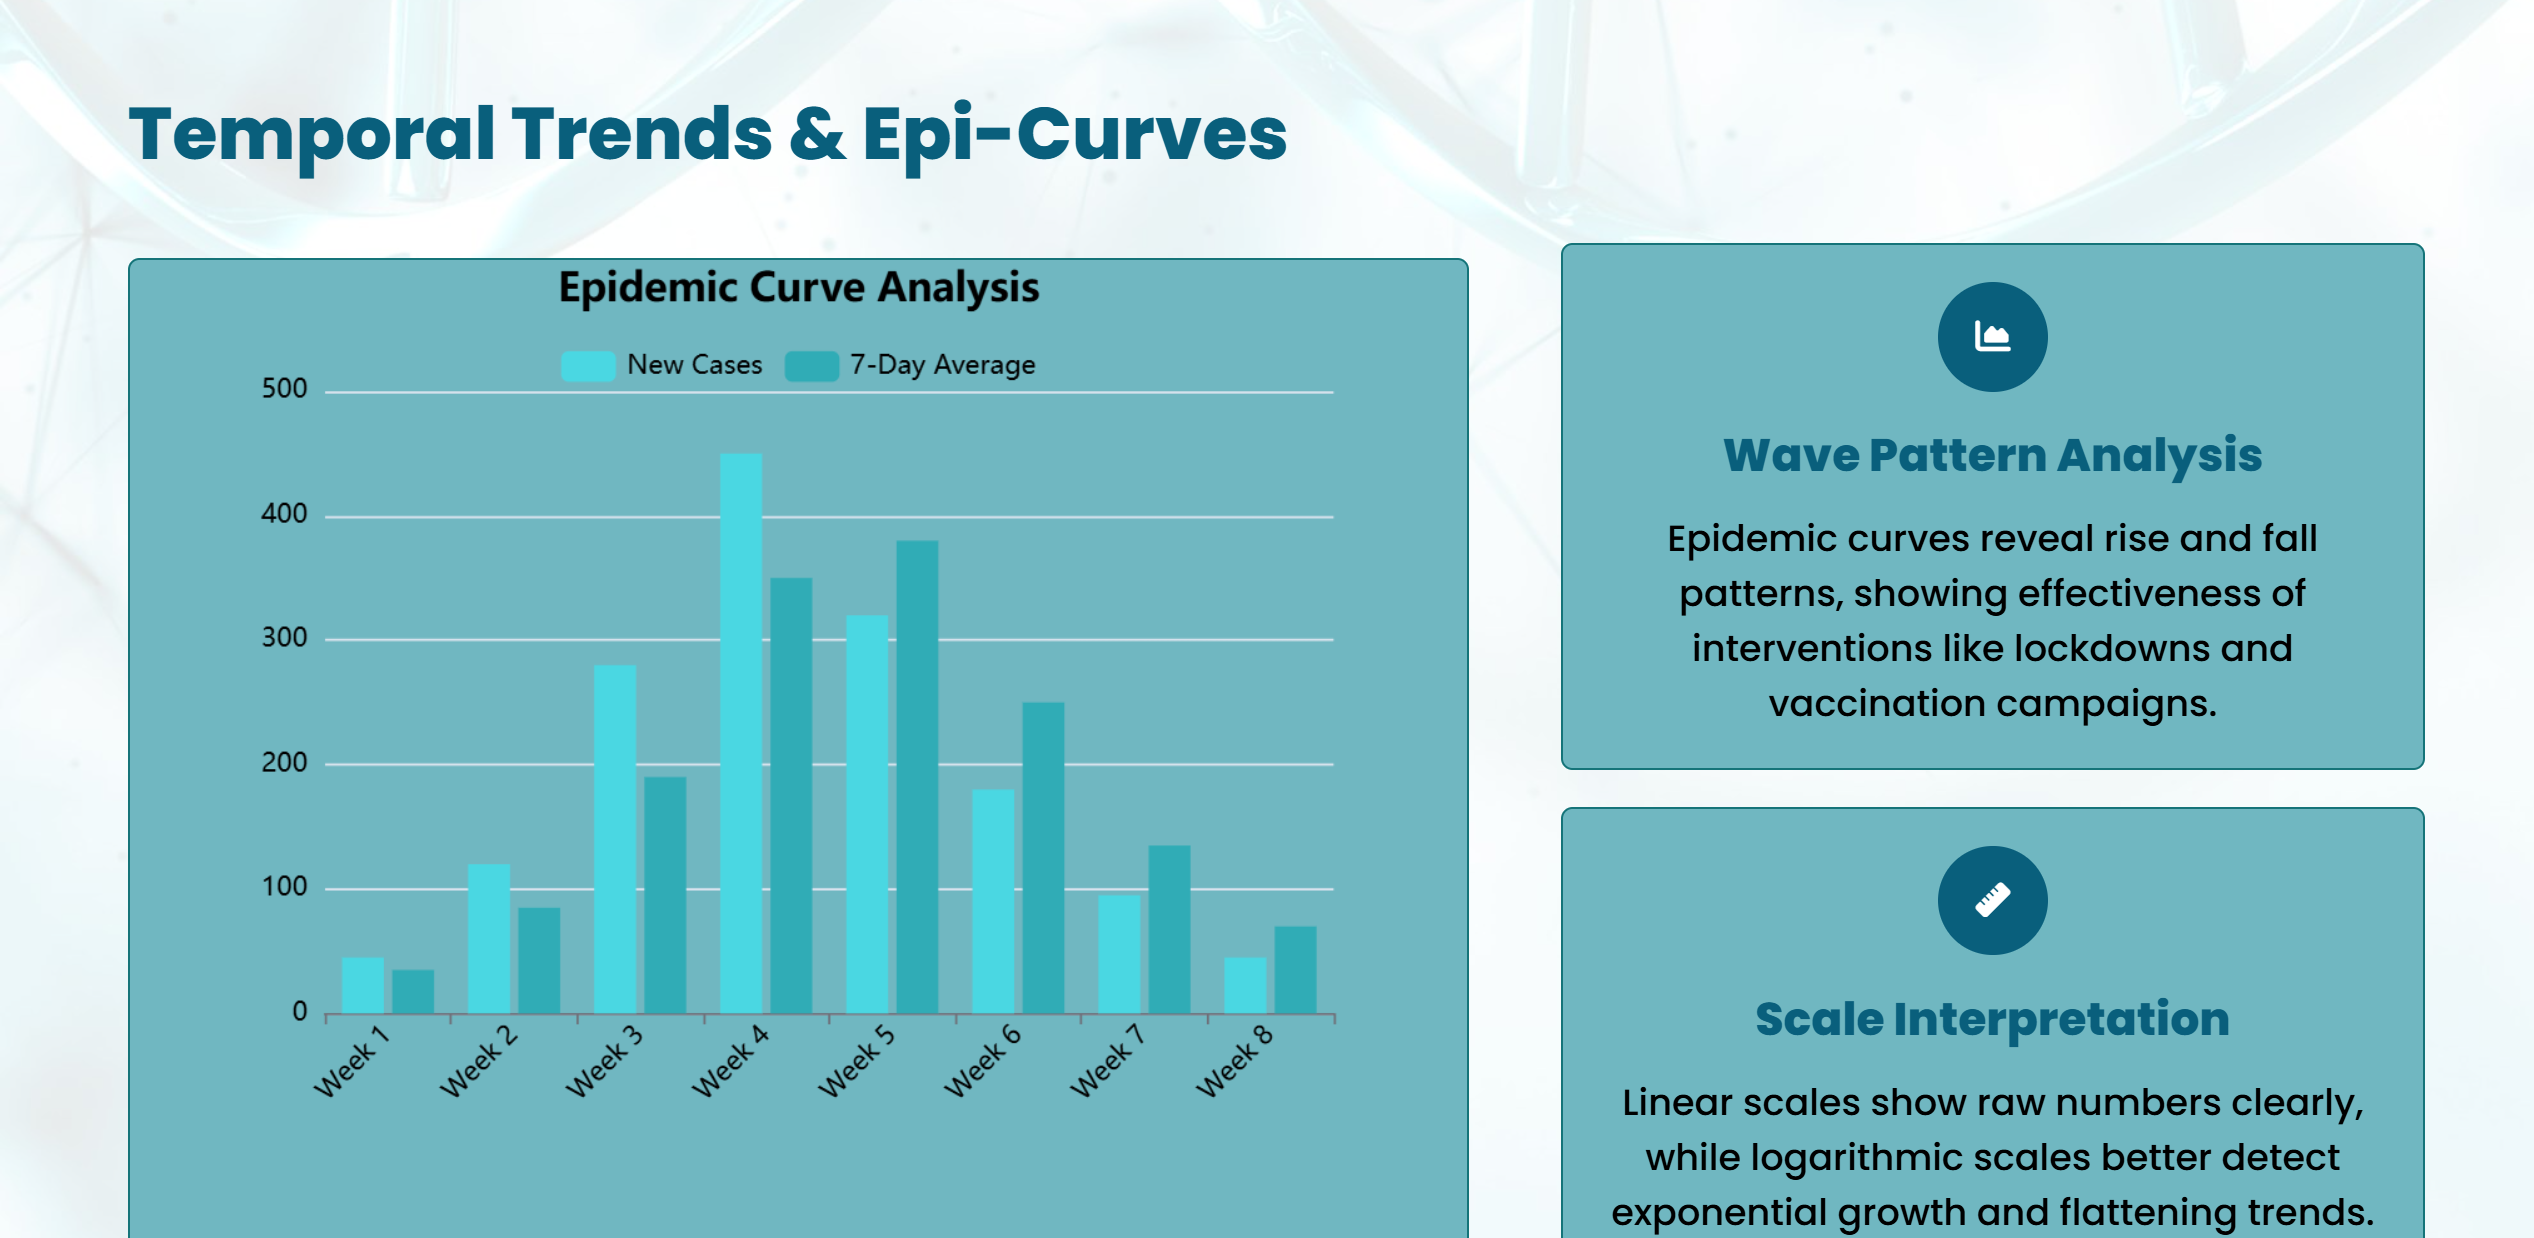 Temporal Trends & Epi-Curves
Epidemic Curve Analysis
New Cases
7-Day Average
500
400
300
200
100
0
Week 1
Week 2
Week 3
Week 4
Week 5
Week 6
Week 7
Week 8
Wave Pattern Analysis
Epidemic curves reveal rise and fall
patterns, showing effectiveness of
interventions like lockdowns and
vaccination campaigns.
Scale Interpretation
Linear scales show raw numbers clearly,
while logarithmic scales better detect
exponential growth and flattening trends.